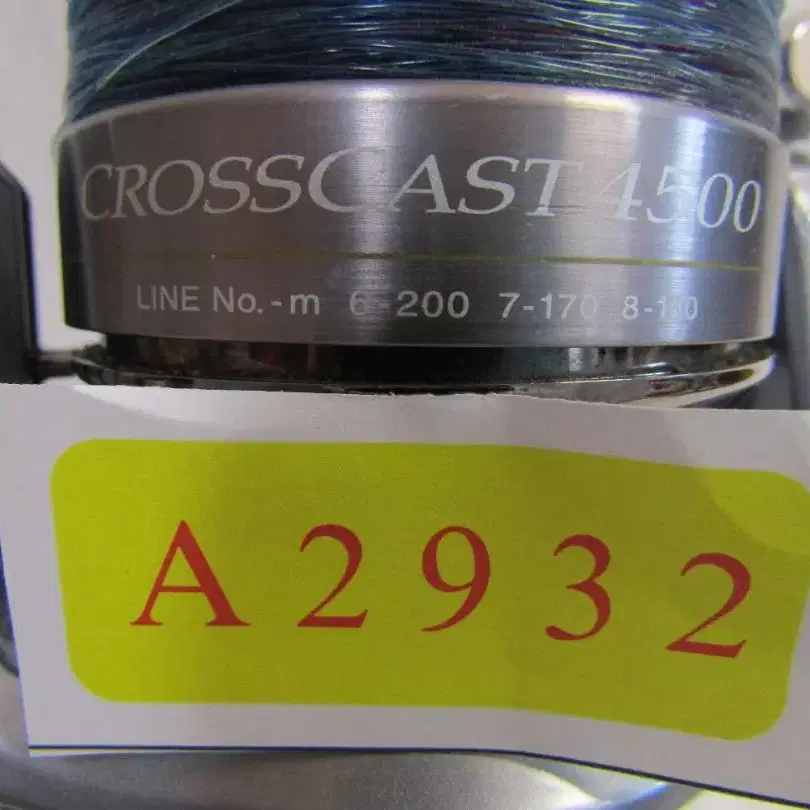 CROSSCAST 4500
LINE No.-m 6-200 7-170
A2932